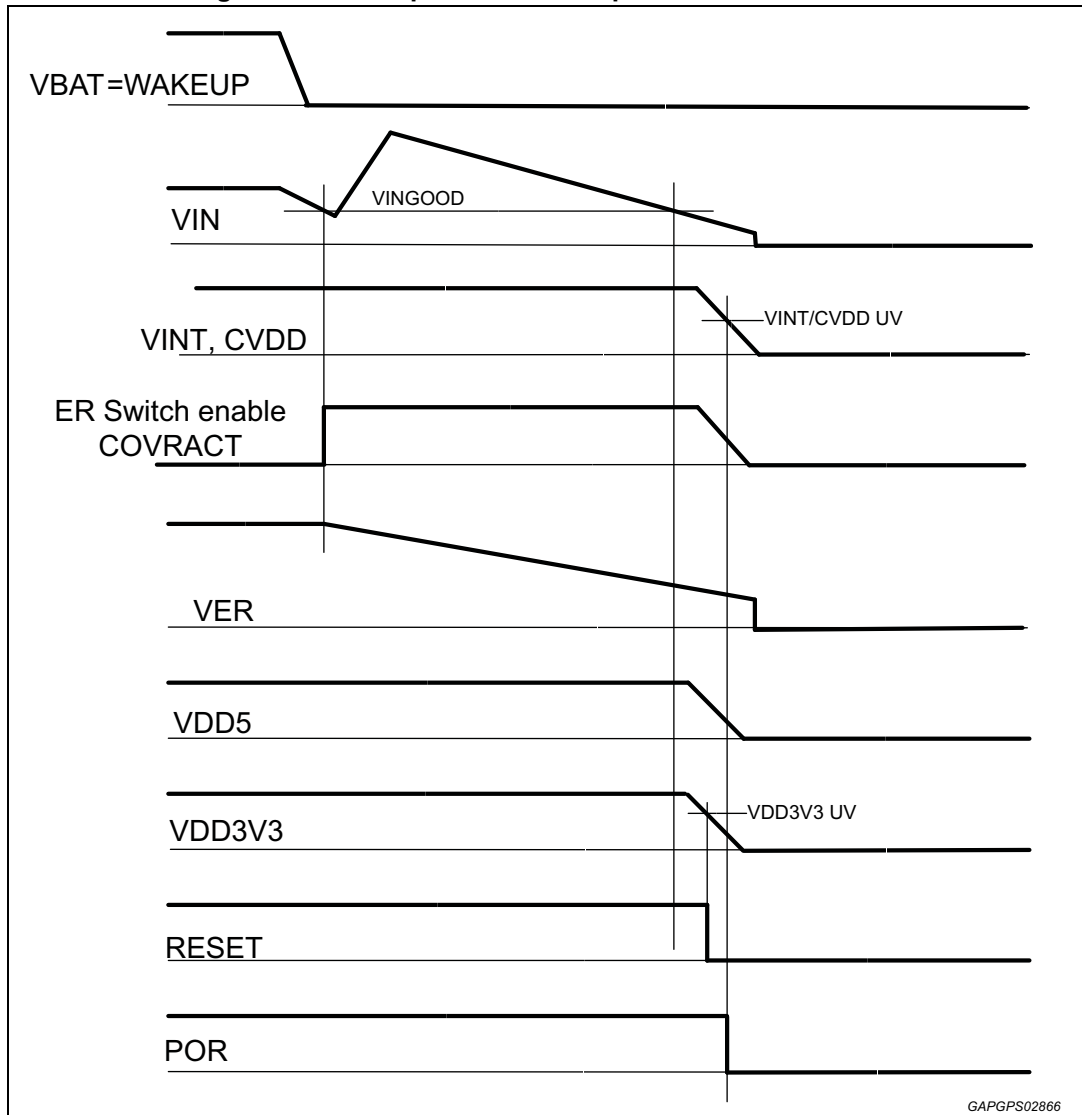 VBAT=WAKEUP
VINGOOD
VIN
VINT/CVDD UV
VINT, CVDD
ER Switch enable
COVRACT
VER
VDD5
VDD3V3 UV
VDD3V3
RESET
POR
GAPGPS02866